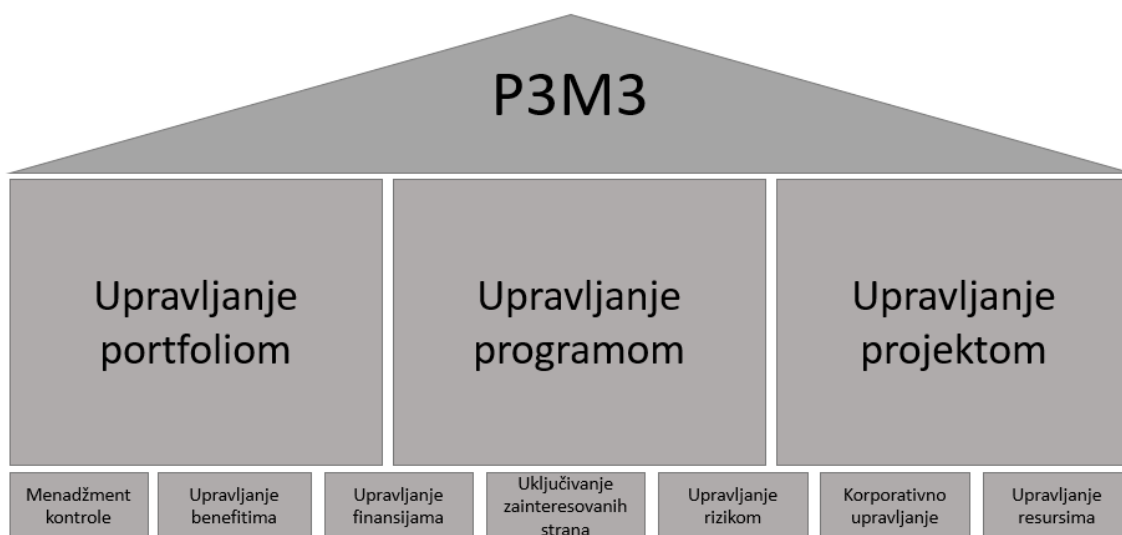 P3M3
Upravljanje
portfoliom
Upravljanje
programom
Upravljanje
projektom
Menadžment
kontrole
Upravljanje
benefitima
Upravljanje
finansijama
Uključivanje
zainteresovanih
strana
Upravljanje
rizikom
Korporativno
upravljanje
Upravljanje
resursima